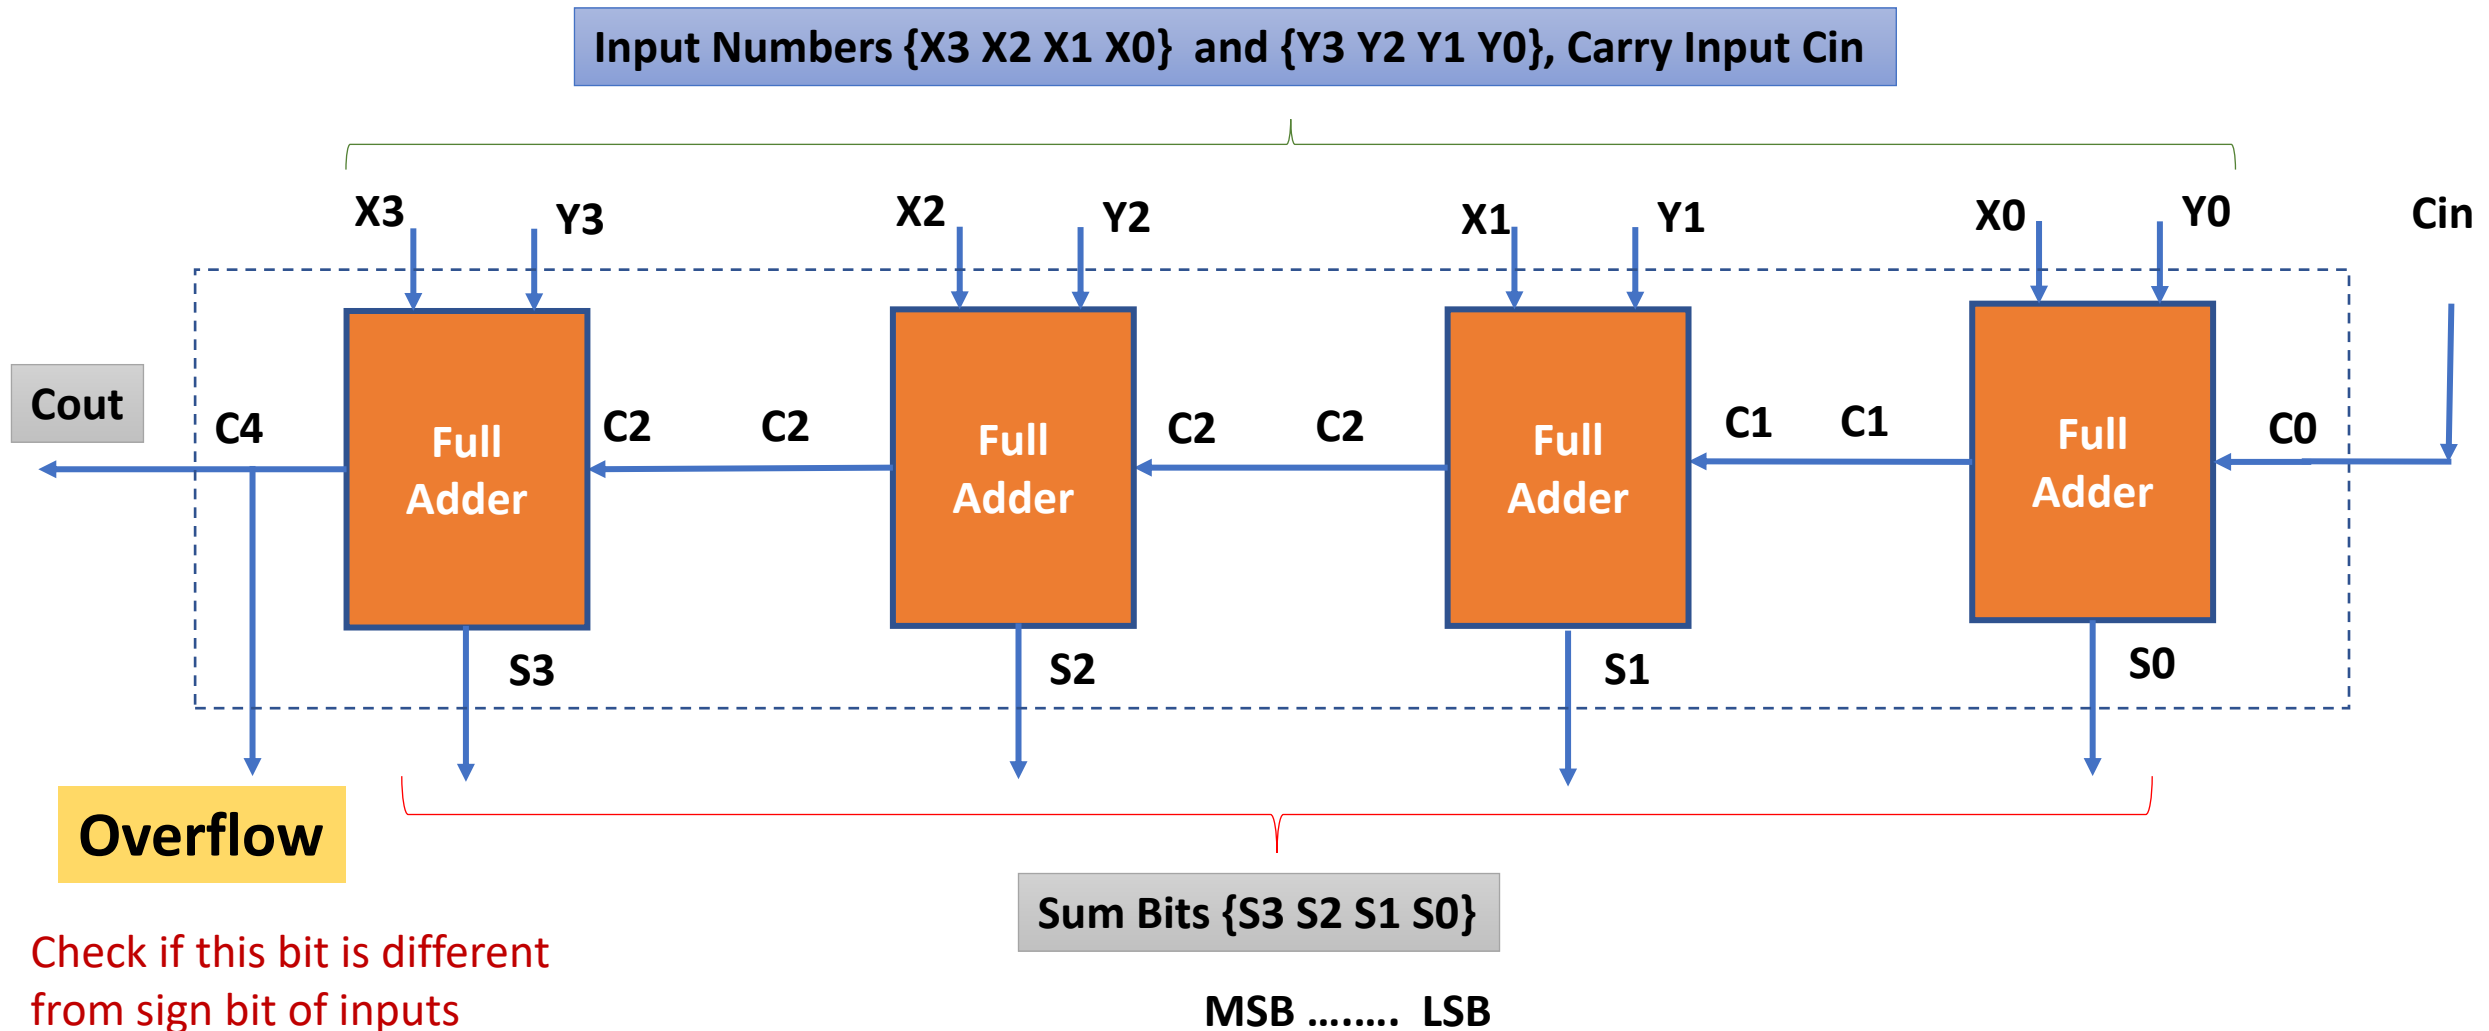 Input Numbers {X3 X2 X1 X0}  and {Y3 Y2 Y1 Y0}, Carry Input Cin
X3 Y3 X2 Y2 X1 Y1 X0 Y0 Cin
Cout
C4 C2 C2 C2 C2 C1 C1 C0
Full Adder
Full Adder
Full Adder
Full Adder
S3 S2 S1 S0
Overflow
Sum Bits {S3 S2 S1 S0}
Check if this bit is different
from sign bit of inputs
MSB ........ LSB